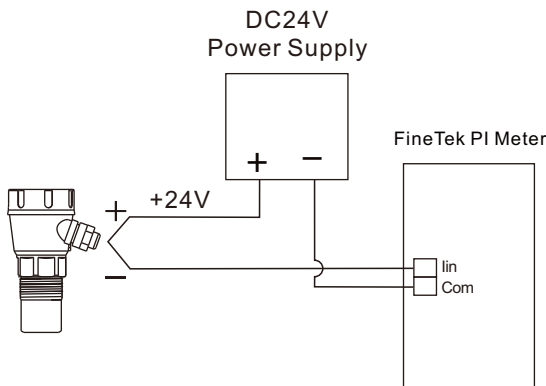 DC24V
Power Supply
+ −
FineTek PI Meter
+ +24V
−
Iin
Com